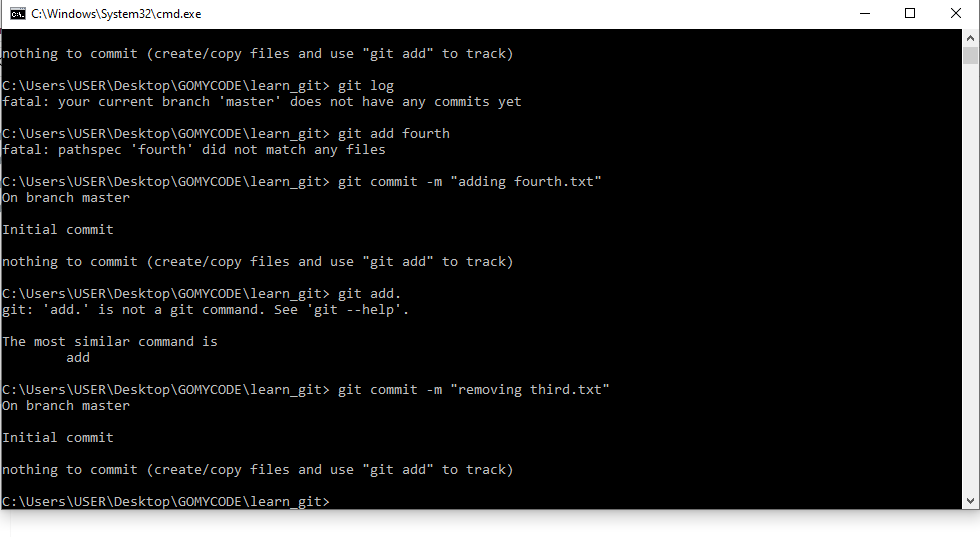 C:\Windows\System32\cmd.exe
nothing to commit (create/copy files and use "git add" to track)
C:\Users\USER\Desktop\GOMYCODE\learn_git> git log
fatal: your current branch 'master' does not have any commits yet
C:\Users\USER\Desktop\GOMYCODE\learn_git> git add fourth
fatal: pathspec 'fourth' did not match any files
C:\Users\USER\Desktop\GOMYCODE\learn_git> git commit -m "adding fourth.txt"
On branch master
Initial commit
nothing to commit (create/copy files and use "git add" to track)
C:\Users\USER\Desktop\GOMYCODE\learn_git> git add.
git: 'add.' is not a git command. See 'git --help'.
The most similar command is
add
C:\Users\USER\Desktop\GOMYCODE\learn_git> git commit -m "removing third.txt"
On branch master
Initial commit
nothing to commit (create/copy files and use "git add" to track)
C:\Users\USER\Desktop\GOMYCODE\learn_git>